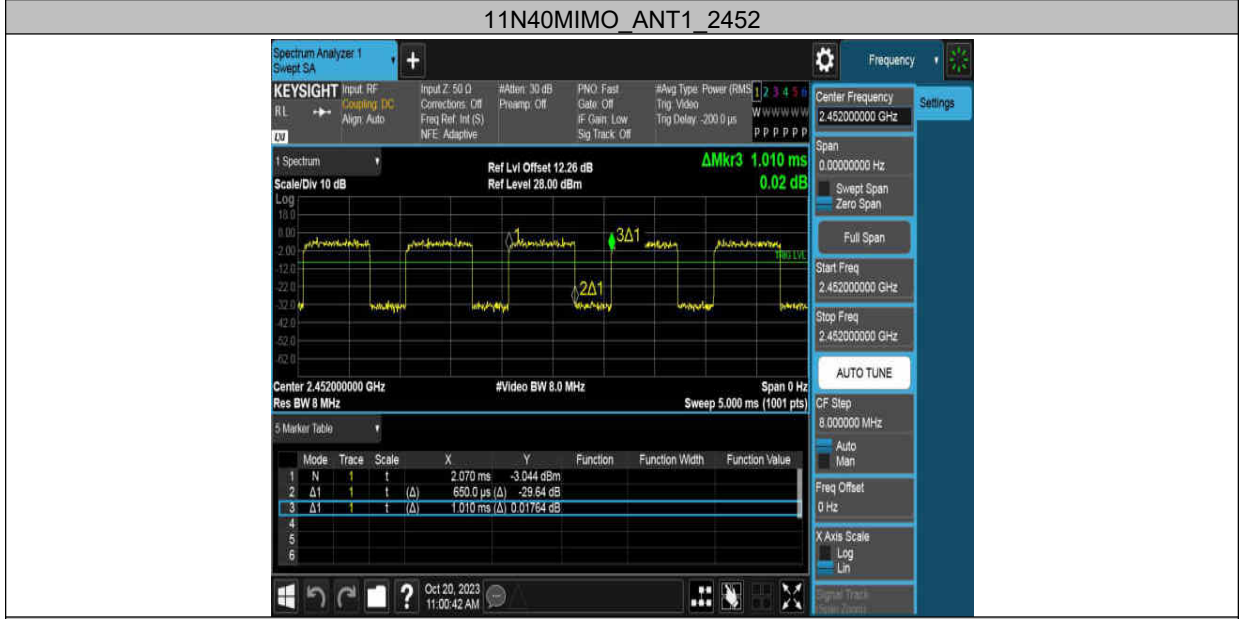 11N40MIMO_ANT1_2452
Spectrum Analyzer 1
Swept SA
+
Frequency
KEYSIGHT
RL
LXI
Input: RF
Coupling: DC
Align: Auto
Input Z: 50 Ω
Corrections: Off
Freq Ref: Int (S)
NFE: Adaptive
#Atten: 30 dB
Preamp: Off
PNO: Fast
Gate: Off
IF Gain: Low
Sig Track: Off
#Avg Type: Power (RMS
Trig: Video
Trig Delay: -200.0 µs
1 2 3 4 5 6
W W W W W W
P P P P P P
Center Frequency
2.452000000 GHz
Settings
Span
0.00000000 Hz
Swept Span
Zero Span
Full Span
Start Freq
2.452000000 GHz
Stop Freq
2.452000000 GHz
AUTO TUNE
CF Step
8.000000 MHz
Auto
Man
Freq Offset
0 Hz
X Axis Scale
Log
Lin
Signal Track
(Span Zoom)
1 Spectrum
Scale/Div 10 dB
Ref Lvl Offset 12.26 dB
Ref Level 28.00 dBm
ΔMkr3 1.010 ms
0.02 dB
Log
18.0
8.00
-2.00
-12.0
-22.0
-32.0
-42.0
-52.0
-62.0
1
3Δ1
2Δ1
TRIG LVL
Center 2.452000000 GHz
#Video BW 8.0 MHz
Span 0 Hz
Res BW 8 MHz
Sweep 5.000 ms (1001 pts)
5 Marker Table
Mode Trace Scale X Y Function Function Width Function Value
1 N 1 t 2.070 ms -3.044 dBm
2 Δ1 1 t (Δ) 650.0 µs (Δ) -29.64 dB
3 Δ1 1 t (Δ) 1.010 ms (Δ) 0.01764 dB
4
5
6
?
Oct 20, 2023
11:00:42 AM